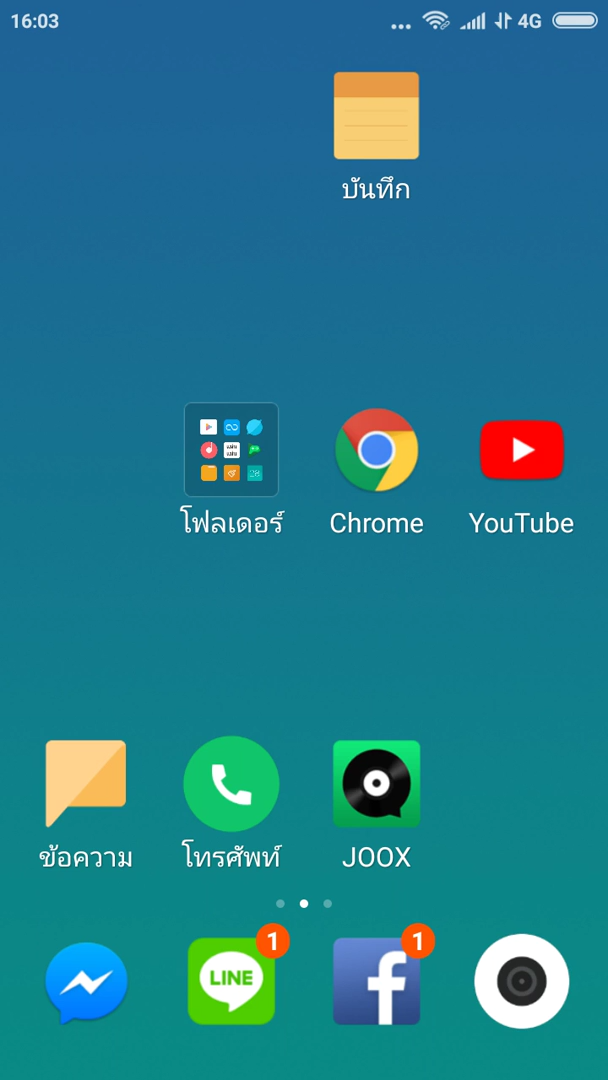 16:03
4G
บันทึก
โฟลเดอร์
Chrome
YouTube
ข้อความ
โทรศัพท์
JOOX
1
1
LINE
f